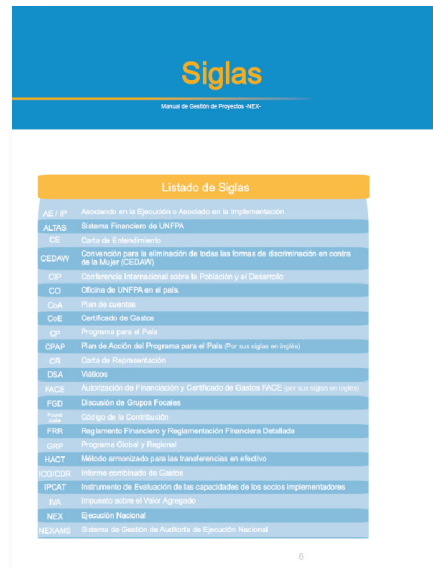 Siglas
Manual de Gestión de Proyectos -NEX-
Listado de Siglas
AE / IP Asociando en la Ejecución o Asociado en la Implementación
ALTAS Sistema Financiero de UNFPA
CE Carta de Entendimiento
CEDAW Convención para la eliminación de todas las formas de discriminación en contra
de la Mujer (CEDAW)
CIP Conferencia Internacional sobre la Población y el Desarrollo
CO Oficina de UNFPA en el país.
CoA Plan de cuentas
CoE Certificado de Gastos
CP Programa para el País
CPAP Plan de Acción del Programa para el País (Por sus siglas en inglés)
CR Carta de Representación
DSA Viáticos
FACE Autorización de Financiación y Certificado de Gastos FACE (por sus siglas en inglés)
FGD Discusión de Grupos Focales
Código de la Contribución
FRR Reglamento Financiero y Reglamentación Financiera Detallada
GRP Programa Global y Regional
HACT Método armonizado para las transferencias en efectivo
ICG/CDR Informe combinado de Gastos
IPCAT Instrumento de Evaluación de las capacidades de los socios implementadores
IVA Impuesto sobre el Valor Agregado
NEX Ejecución Nacional
NEXAMS Sistema de Gestión de Auditoría de Ejecución Nacional
6